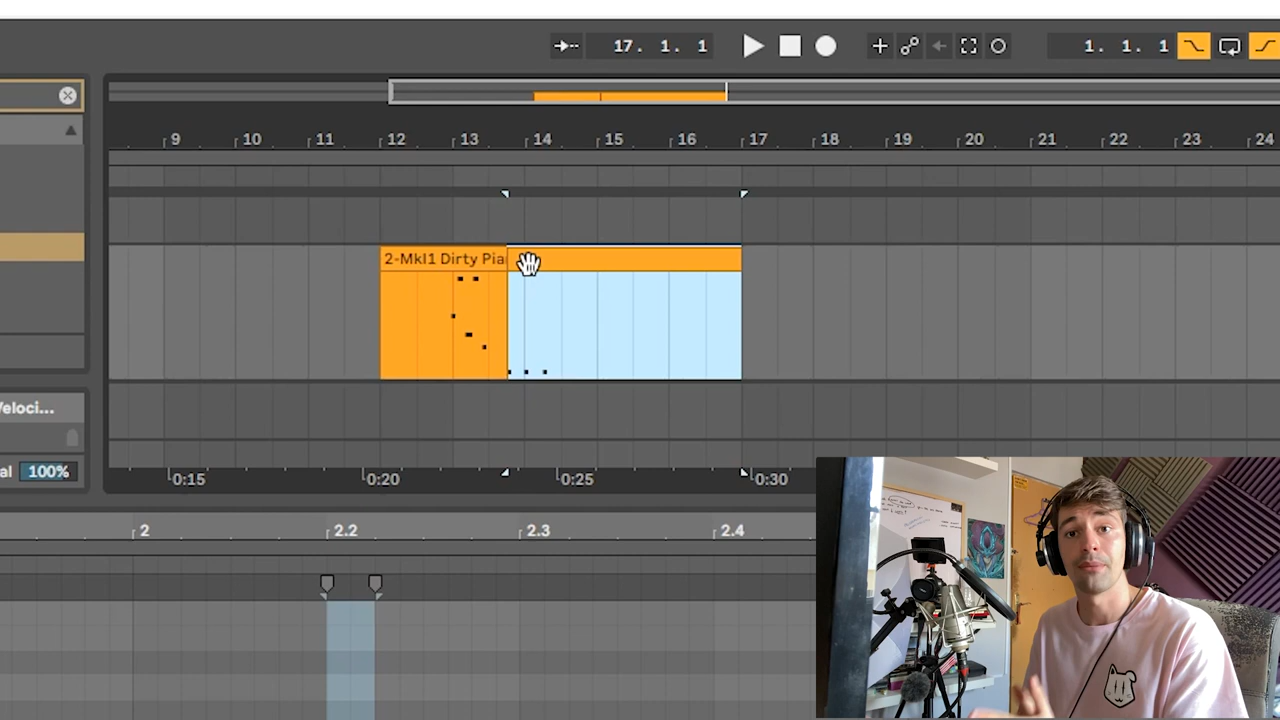 17. 1. 1
1. 1. 1
9 10 11 12 13 14 15 16 17 18 19 20 21 22 23 24
2-MkI1 Dirty Pia
Veloci...
al 100%
0:15 0:20 0:25 0:30
2 2.2 2.3 2.4